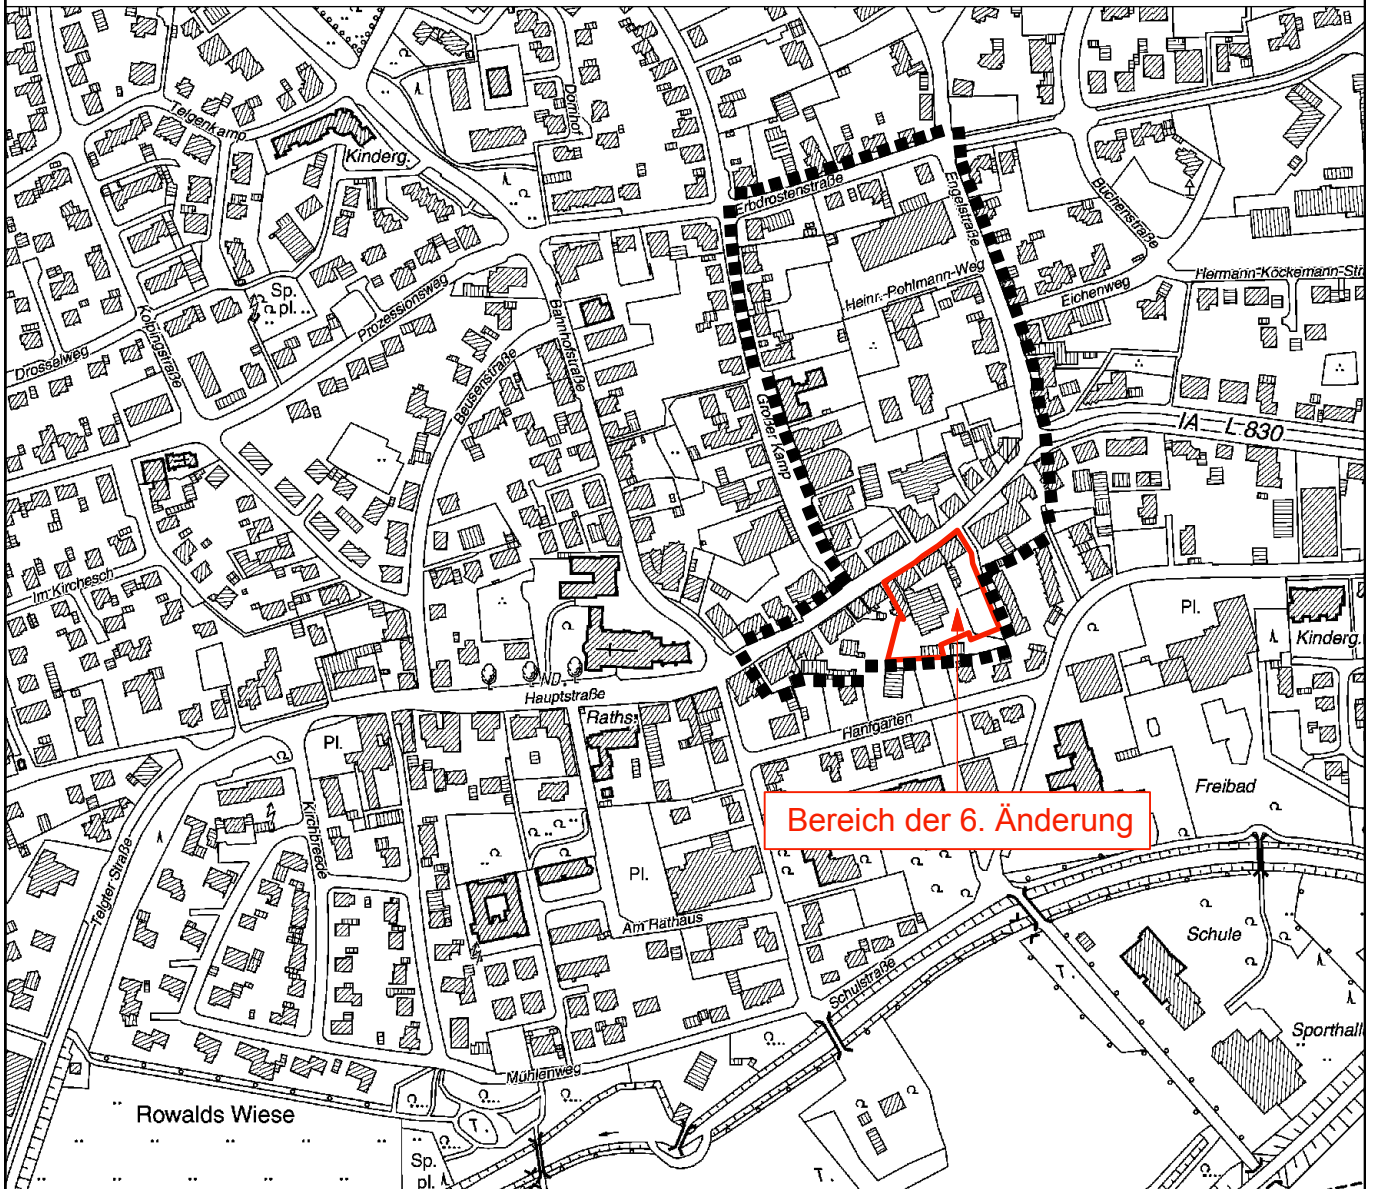 Telgenkamp
Kinderg.
Dornhof
Erbdrostenstraße
Engelstraße
Buchenstraße
Hermann-Köckemann-Str
Heinr.-Pohlmann-Weg
Eichenweg
Sp.
pl.
Prozessionsweg
Kolpingstraße
Drosselweg
Bahnhofstraße
Beusenstraße
Großer Kamp
IA
L 830
Im Kirchesch
Pl.
Kinderg.
ND
Hauptstraße
Raths
Hanfgarten
Pl.
Freibad
Bereich der 6. Änderung
Kirchbreede
Telgter Straße
Pl.
Am Rathaus
Schule
Schulstraße
T.
Sporthall
Mühlenweg
Rowalds Wiese
T.
Sp.
pl.
T.